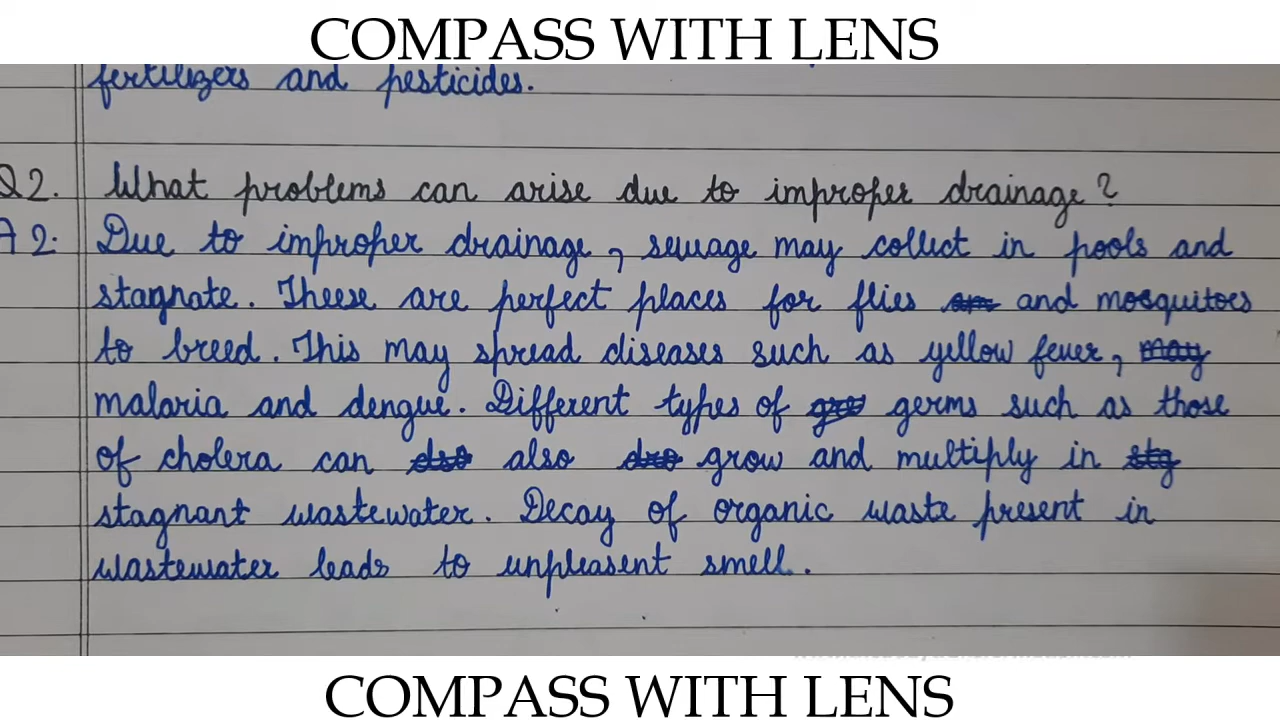 COMPASS WITH LENS
fertilizers and pesticides.
Q2. What problems can arise due to improper drainage?
A2. Due to improper drainage, sewage may collect in pools and
stagnate. Theese are perfect places for flies and mosquitoes
to breed. This may spread diseases such as yellow fever,
malaria and dengue. Different types of germs such as those
of cholera can also grow and multiply in
stagnant wastewater. Decay of organic waste present in
wastewater leads to unpleasent smell.
COMPASS WITH LENS